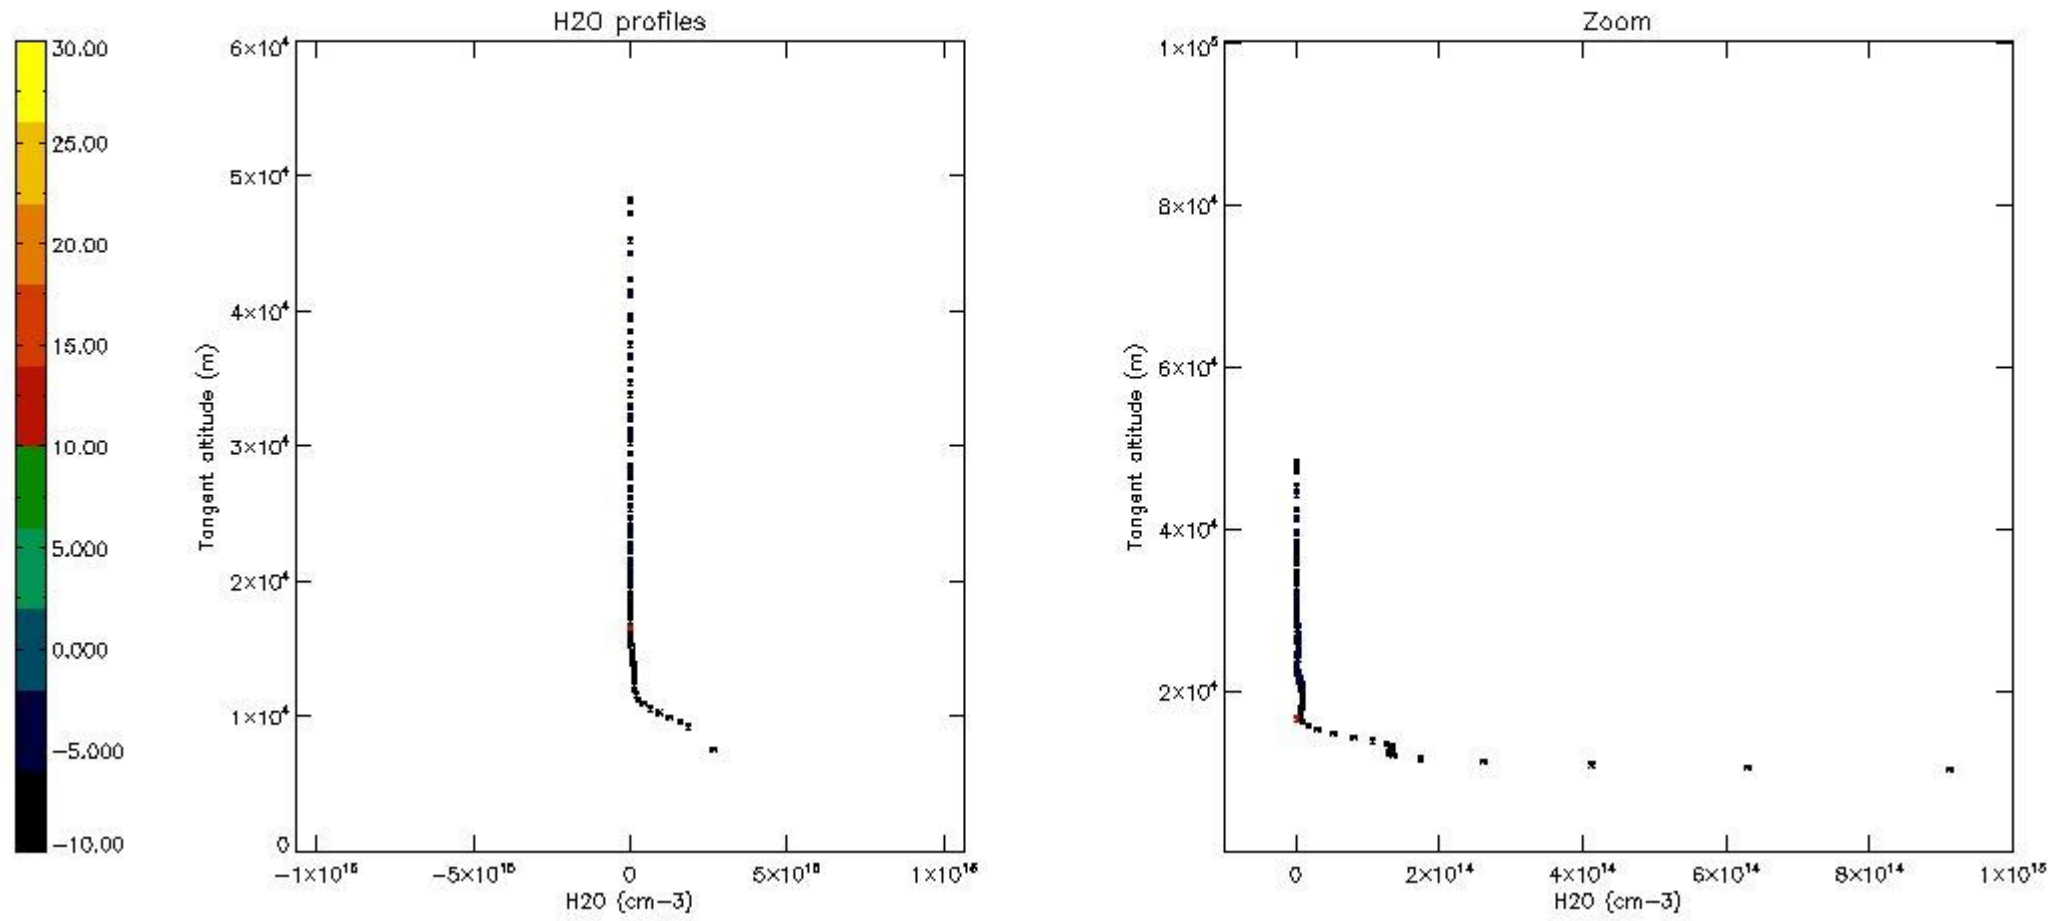 H2O profiles
30.00
25.00
20.00
15.00
10.00
5.000
0.000
−5.000
−10.00
6×10⁴
5×10⁴
4×10⁴
3×10⁴
2×10⁴
1×10⁴
0
Tangent altitude (m)
−1×10¹⁶ −5×10¹⁵ 0 5×10¹⁵ 1×10¹⁶
H2O (cm−3)
Zoom
1×10⁵
8×10⁴
6×10⁴
4×10⁴
2×10⁴
Tangent altitude (m)
0 2×10¹⁴ 4×10¹⁴ 6×10¹⁴ 8×10¹⁴ 1×10¹⁵
H2O (cm−3)